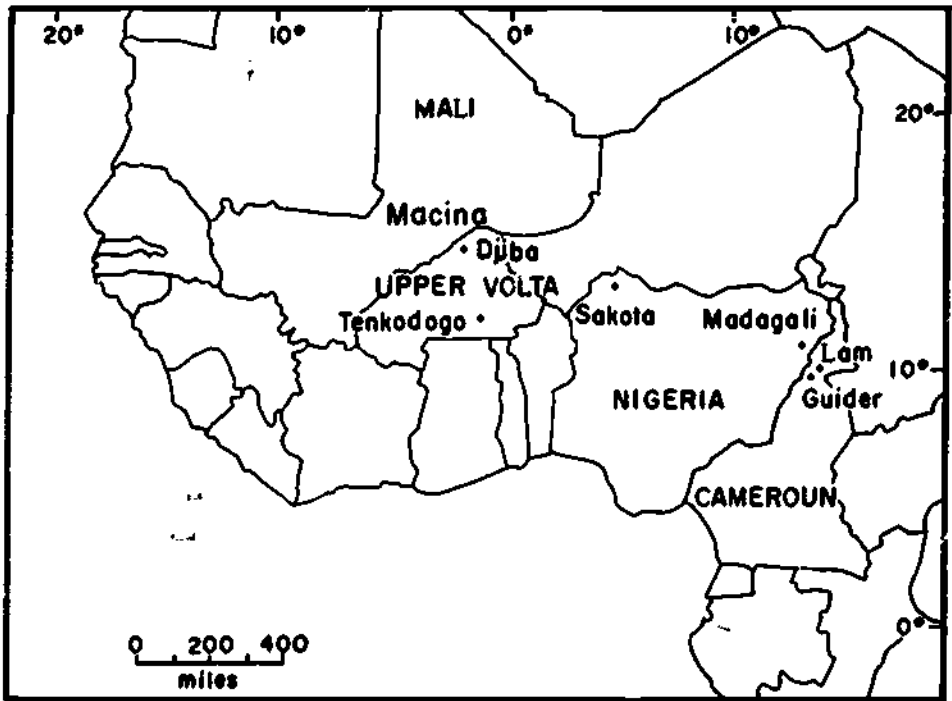 20° 10° 0° 10°
MALI
20°
Macina
Djiba
UPPER VOLTA
Tenkodogo
Sakota
Madagali
Lam
10°
Guider
NIGERIA
CAMEROUN
0°
0 200 400
miles